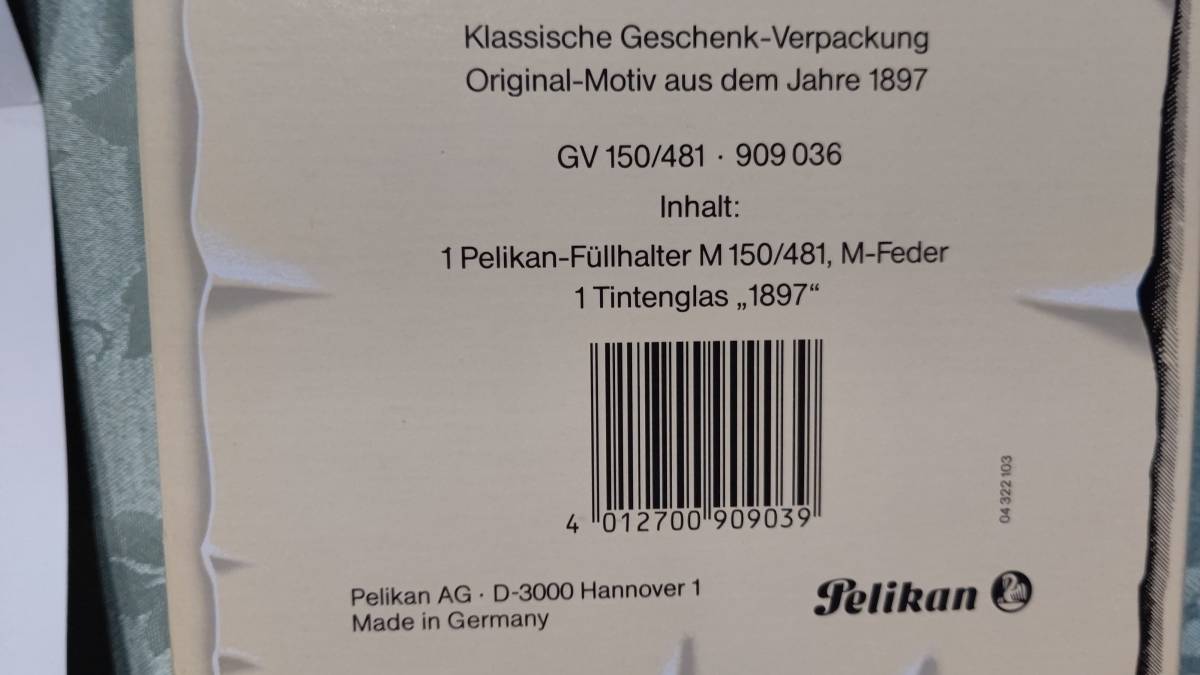 Klassische Geschenk-Verpackung
Original-Motiv aus dem Jahre 1897
GV 150/481 · 909 036
Inhalt:
1 Pelikan-Füllhalter M 150/481, M-Feder
1 Tintenglas „1897“
4 012700 909039
04 322 103
Pelikan AG · D-3000 Hannover 1
Made in Germany
Pelikan